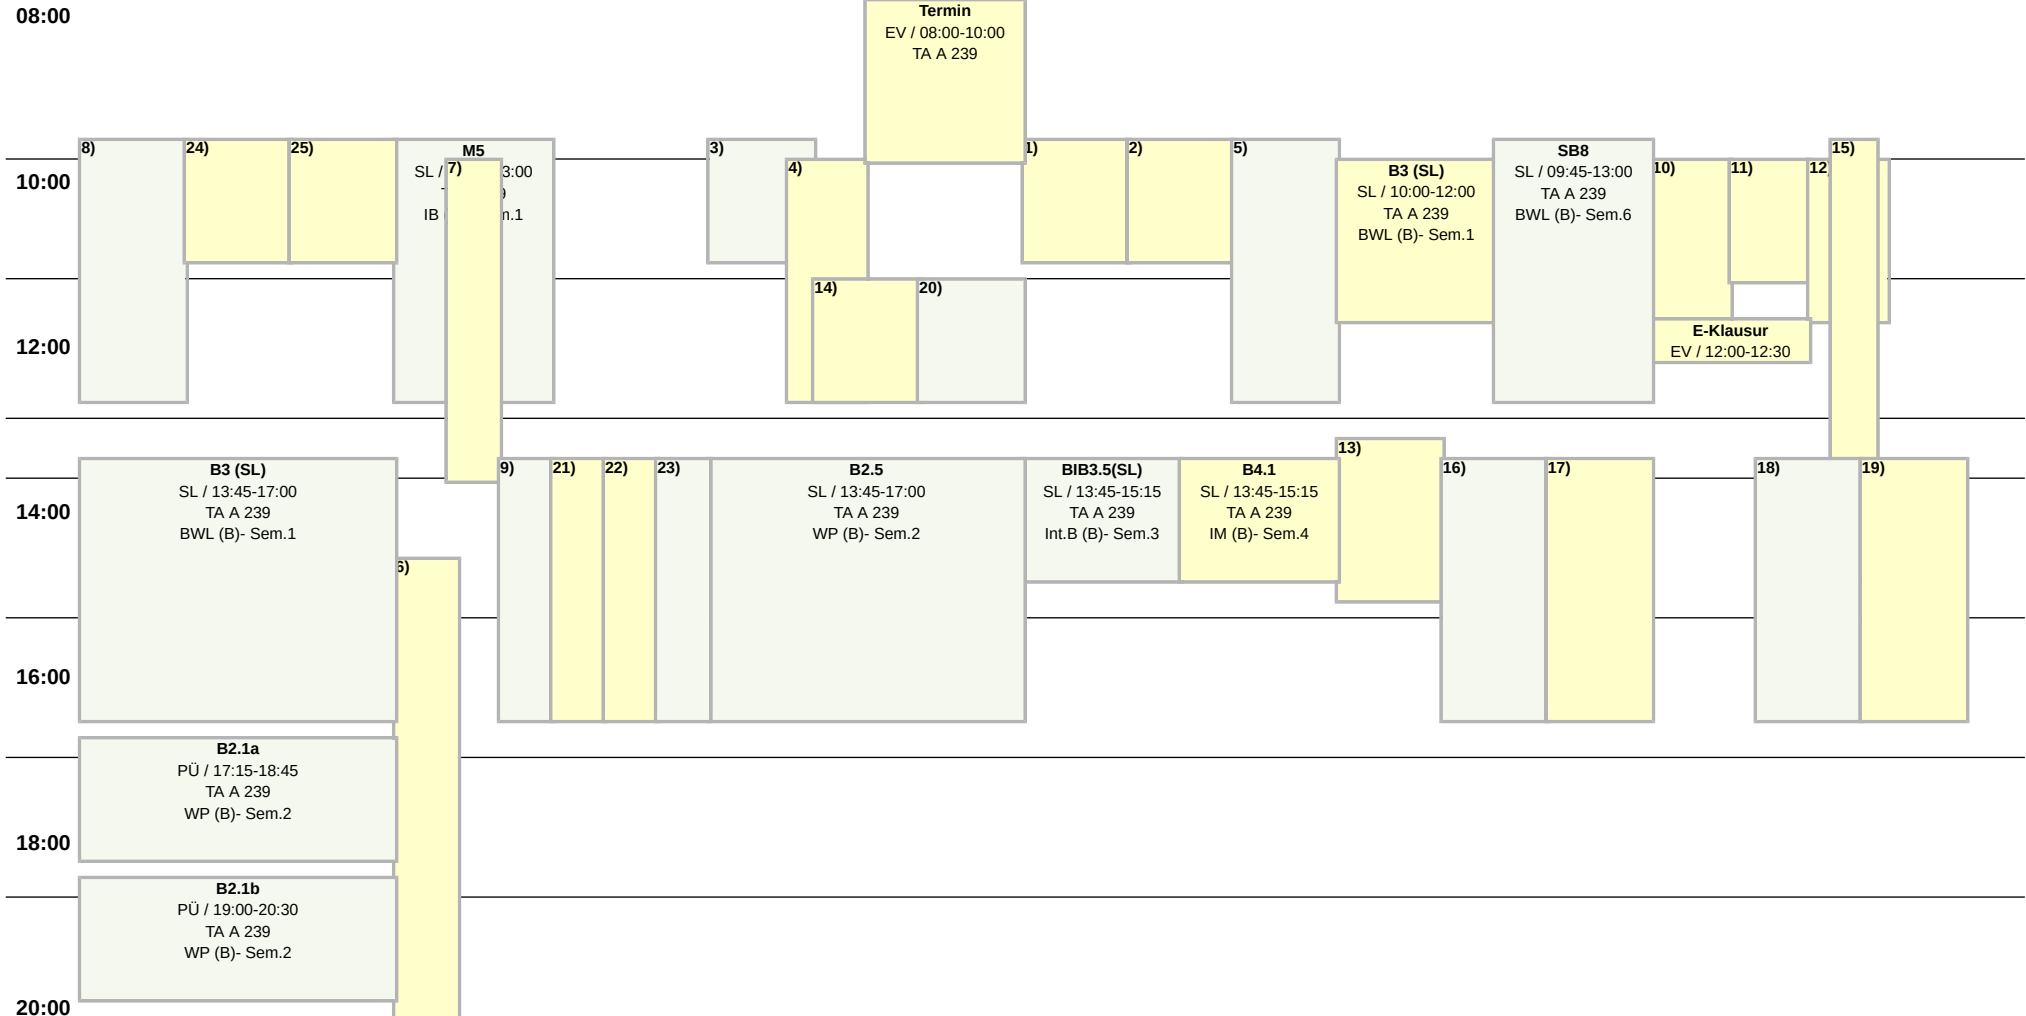 08:00
Termin
EV / 08:00-10:00
TA A 239
8)
24)
25)
M5
SL /
3:00
IB
m.1
7)
3)
4)
1)
2)
5)
B3 (SL)
SL / 10:00-12:00
TA A 239
BWL (B)- Sem.1
SB8
SL / 09:45-13:00
TA A 239
BWL (B)- Sem.6
10)
11)
12
15)
10:00
14)
20)
E-Klausur
EV / 12:00-12:30
12:00
B3 (SL)
SL / 13:45-17:00
TA A 239
BWL (B)- Sem.1
9)
21)
22)
23)
B2.5
SL / 13:45-17:00
TA A 239
WP (B)- Sem.2
BIB3.5(SL)
SL / 13:45-15:15
TA A 239
Int.B (B)- Sem.3
B4.1
SL / 13:45-15:15
TA A 239
IM (B)- Sem.4
13)
16)
17)
18)
19)
14:00
6)
16:00
B2.1a
PÜ / 17:15-18:45
TA A 239
WP (B)- Sem.2
18:00
B2.1b
PÜ / 19:00-20:30
TA A 239
WP (B)- Sem.2
20:00